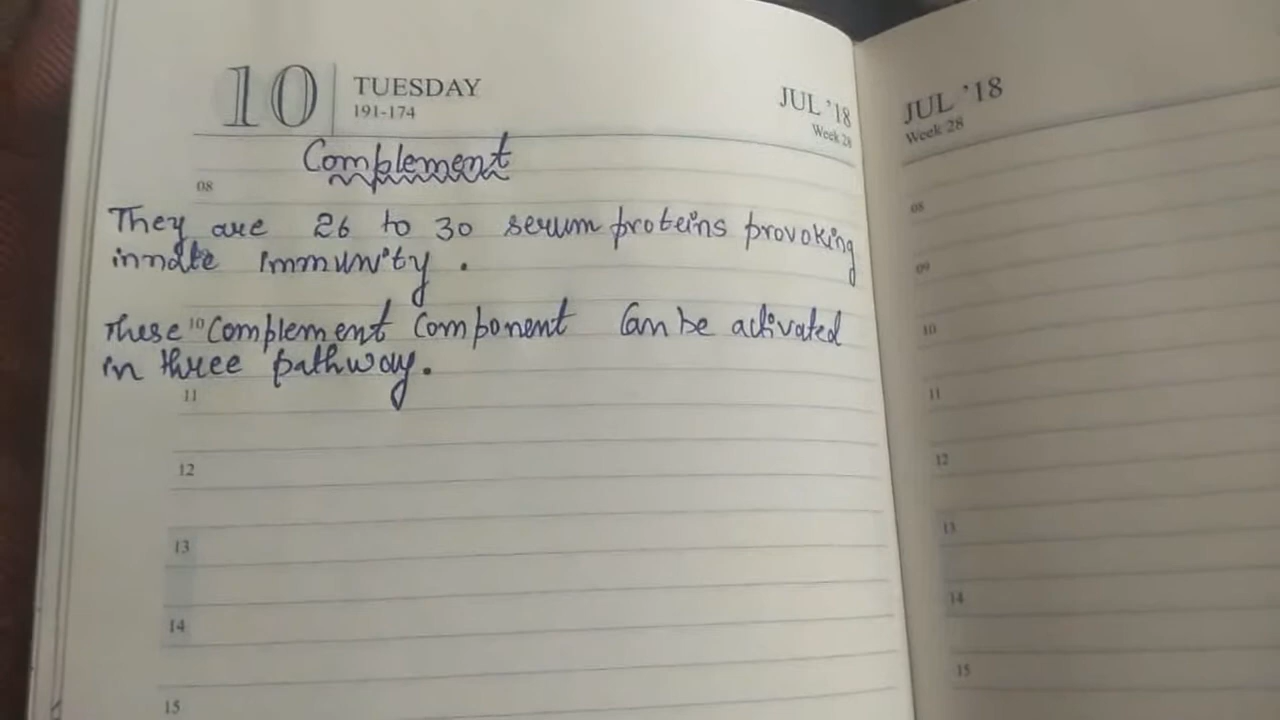 10 TUESDAY JUL '18
191-174 Week 28
Complement
08
They are 26 to 30 serum proteins provoking
innate immunity .
These 10 Complement Component Can be activated
in three pathway.
11
12
13
14
15
JUL '18
Week 28
08
09
10
11
12
13
14
15